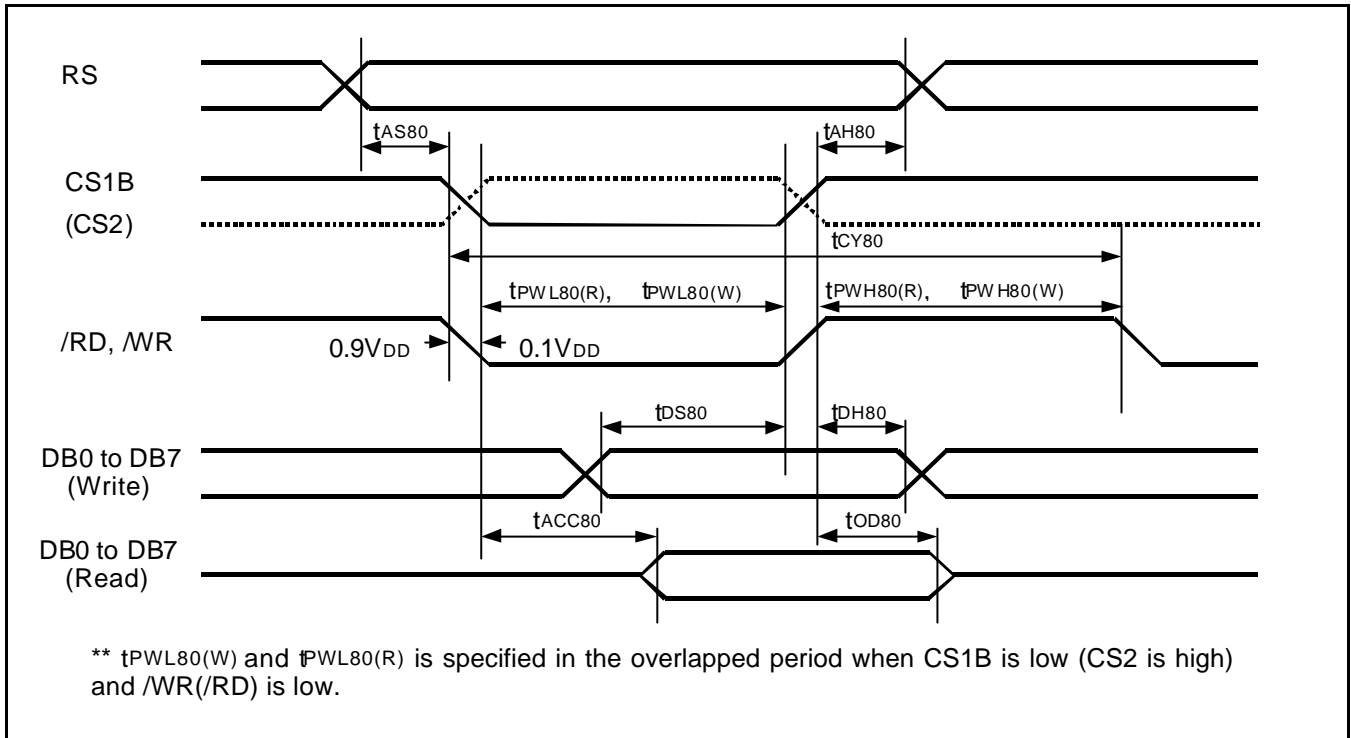 RS
tAS80
tAH80
CS1B
(CS2)
tCY80
tPWL80(R), tPWL80(W)
tPWH80(R), tPWH80(W)
/RD, /WR
0.9VDD
0.1VDD
tDS80
tDH80
DB0 to DB7
(Write)
tACC80
tOD80
DB0 to DB7
(Read)
** tPWL80(W) and tPWL80(R) is specified in the overlapped period when CS1B is low (CS2 is high)
and /WR(/RD) is low.